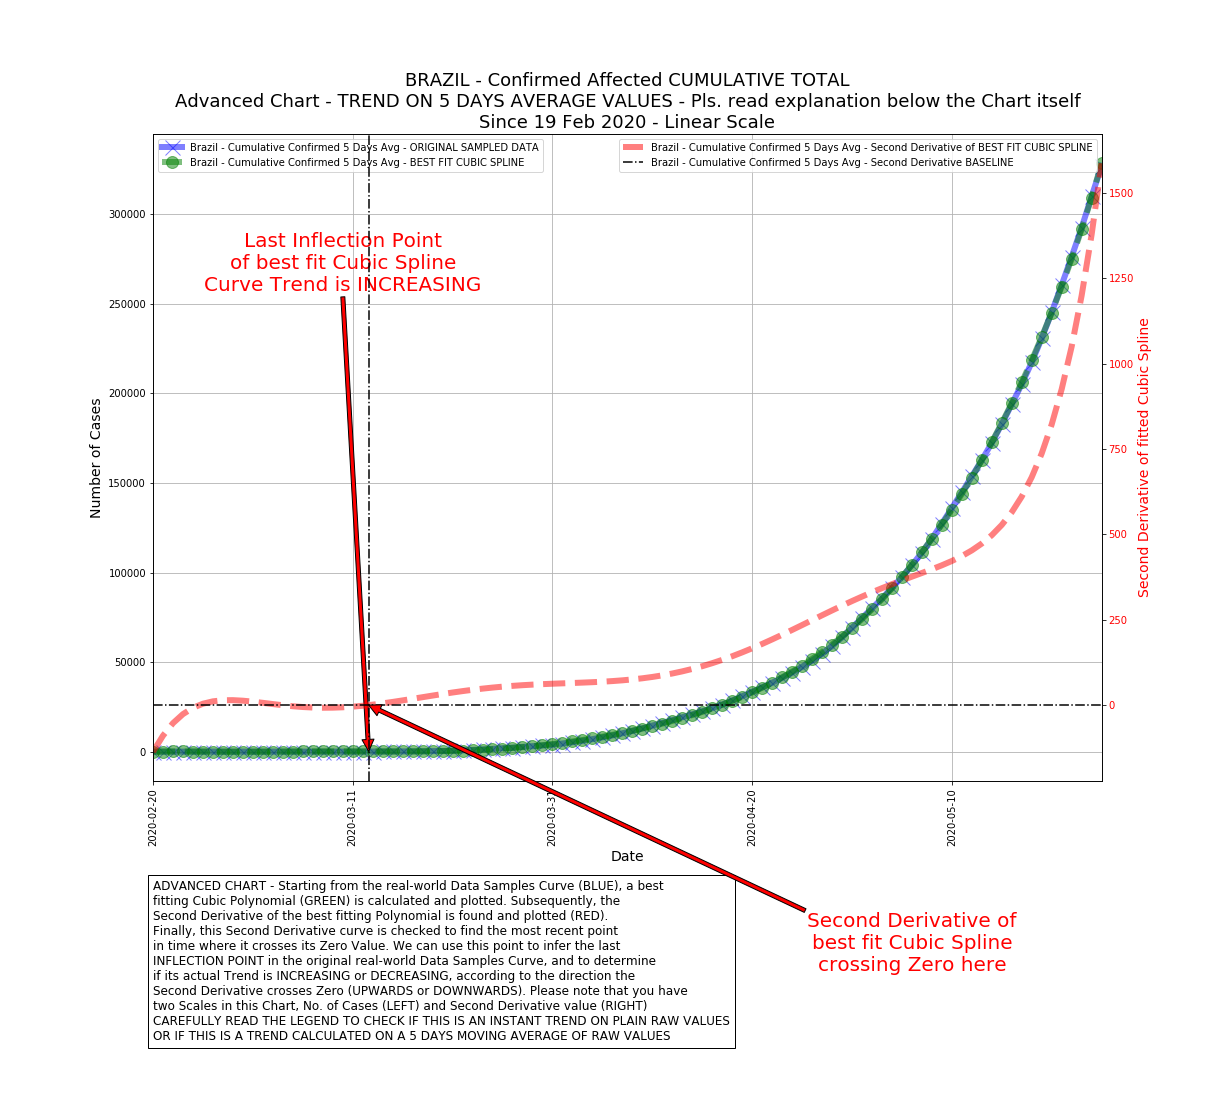 BRAZIL - Confirmed Affected CUMULATIVE TOTAL
Advanced Chart - TREND ON 5 DAYS AVERAGE VALUES - Pls. read explanation below the Chart itself
Since 19 Feb 2020 - Linear Scale
Brazil - Cumulative Confirmed 5 Days Avg - ORIGINAL SAMPLED DATA
Brazil - Cumulative Confirmed 5 Days Avg - BEST FIT CUBIC SPLINE
Brazil - Cumulative Confirmed 5 Days Avg - Second Derivative of BEST FIT CUBIC SPLINE
Brazil - Cumulative Confirmed 5 Days Avg - Second Derivative BASELINE
Last Inflection Point
of best fit Cubic Spline
Curve Trend is INCREASING
Number of Cases
300000
250000
200000
150000
100000
50000
0
1500
1250
1000
750
500
250
0
Second Derivative of fitted Cubic Spline
2020-02-20
2020-03-11
2020-03-31
2020-04-20
2020-05-10
Date
ADVANCED CHART - Starting from the real-world Data Samples Curve (BLUE), a best
fitting Cubic Polynomial (GREEN) is calculated and plotted. Subsequently, the
Second Derivative of the best fitting Polynomial is found and plotted (RED).
Finally, this Second Derivative curve is checked to find the most recent point
in time where it crosses its Zero Value. We can use this point to infer the last
INFLECTION POINT in the original real-world Data Samples Curve, and to determine
if its actual Trend is INCREASING or DECREASING, according to the direction the
Second Derivative crosses Zero (UPWARDS or DOWNWARDS). Please note that you have
two Scales in this Chart, No. of Cases (LEFT) and Second Derivative value (RIGHT)
CAREFULLY READ THE LEGEND TO CHECK IF THIS IS AN INSTANT TREND ON PLAIN RAW VALUES
OR IF THIS IS A TREND CALCULATED ON A 5 DAYS MOVING AVERAGE OF RAW VALUES
Second Derivative of
best fit Cubic Spline
crossing Zero here